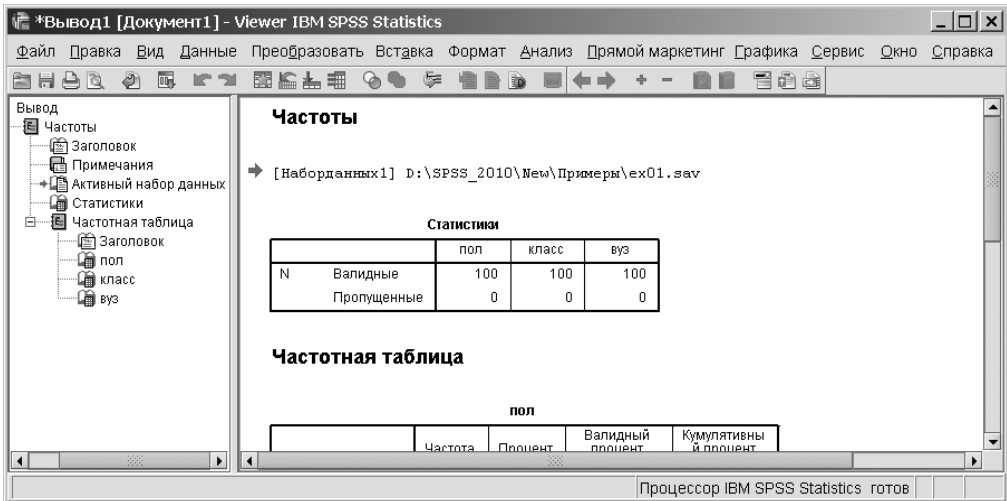 *Вывод1 [Документ1] - Viewer IBM SPSS Statistics
Файл Правка Вид Данные Преобразовать Вставка Формат Анализ Прямой маркетинг Графика Сервис Окно Справка
Вывод
Частоты
Заголовок
Примечания
Активный набор данных
Статистики
Частотная таблица
Заголовок
пол
класс
вуз
Частоты
[Наборданных1] D:\SPSS_2010\New\Примеры\ex01.sav
Статистики
пол класс вуз
N Валидные 100 100 100
Пропущенные 0 0 0
Частотная таблица
пол
Частота Процент Валидный процент Кумулятивны й процент
Процессор IBM SPSS Statistics готов